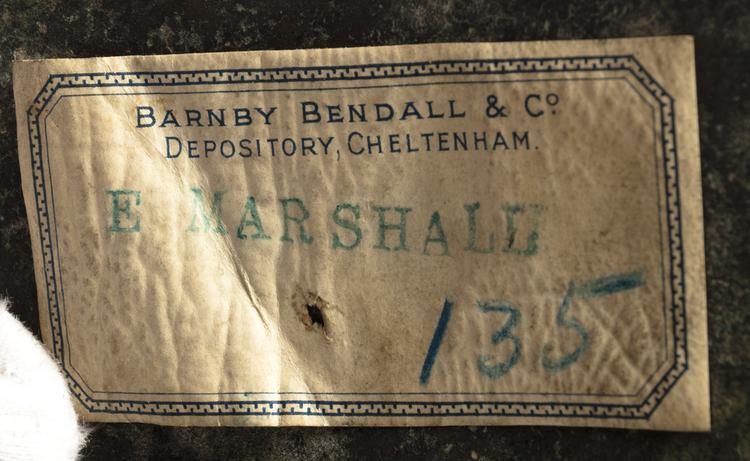 BARNBY BENDALL & Cº
DEPOSITORY, CHELTENHAM.
E MARSHALL
135